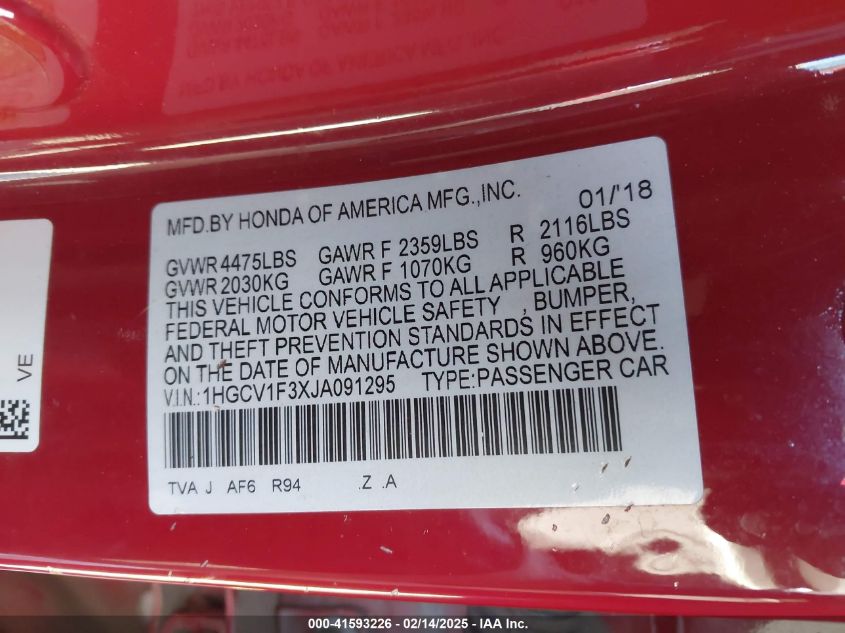 MFD.BY HONDA OF AMERICA MFG.,INC. 01/'18
GVWR 4475LBS GAWR F 2359LBS R 2116LBS
GVWR 2030KG GAWR F 1070KG R 960KG
THIS VEHICLE CONFORMS TO ALL APPLICABLE
FEDERAL MOTOR VEHICLE SAFETY , BUMPER,
AND THEFT PREVENTION STANDARDS IN EFFECT
ON THE DATE OF MANUFACTURE SHOWN ABOVE.
V.I.N.:1HGCV1F3XJA091295 TYPE:PASSENGER CAR
TVA J AF6 R94 .Z .A
VE
000-41593226 - 02/14/2025 - IAA Inc.